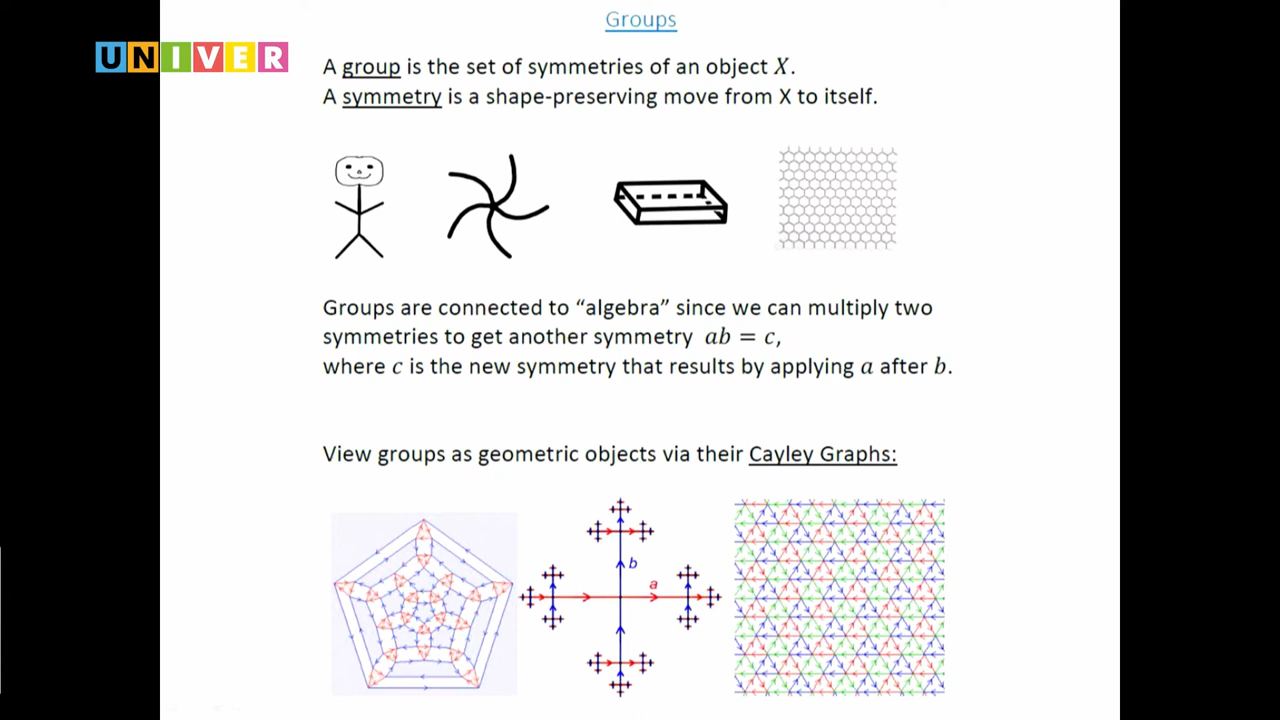 Groups
UNIVER
A group is the set of symmetries of an object X.
A symmetry is a shape-preserving move from X to itself.
Groups are connected to “algebra” since we can multiply two
symmetries to get another symmetry ab = c,
where c is the new symmetry that results by applying a after b.
View groups as geometric objects via their Cayley Graphs:
b
a